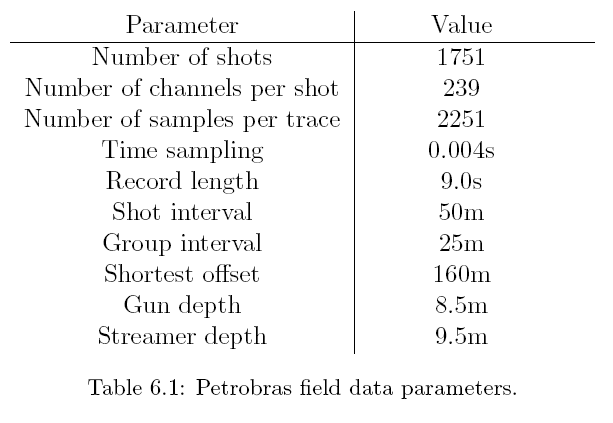 Parameter Value
Number of shots 1751
Number of channels per shot 239
Number of samples per trace 2251
Time sampling 0.004s
Record length 9.0s
Shot interval 50m
Group interval 25m
Shortest offset 160m
Gun depth 8.5m
Streamer depth 9.5m
Table 6.1: Petrobras field data parameters.